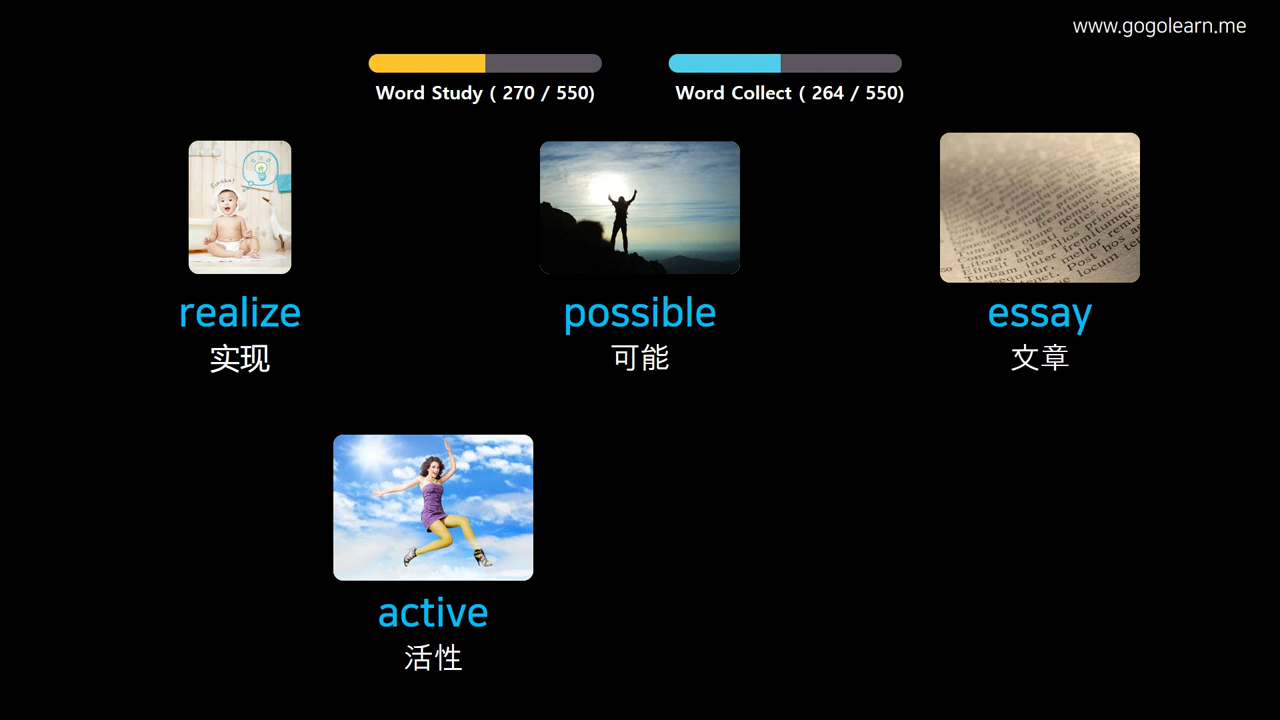 www.gogolearn.me
Word Study ( 270 / 550)
Word Collect ( 264 / 550)
Eureka!
realize
实现
possible
可能
essay
文章
active
活性